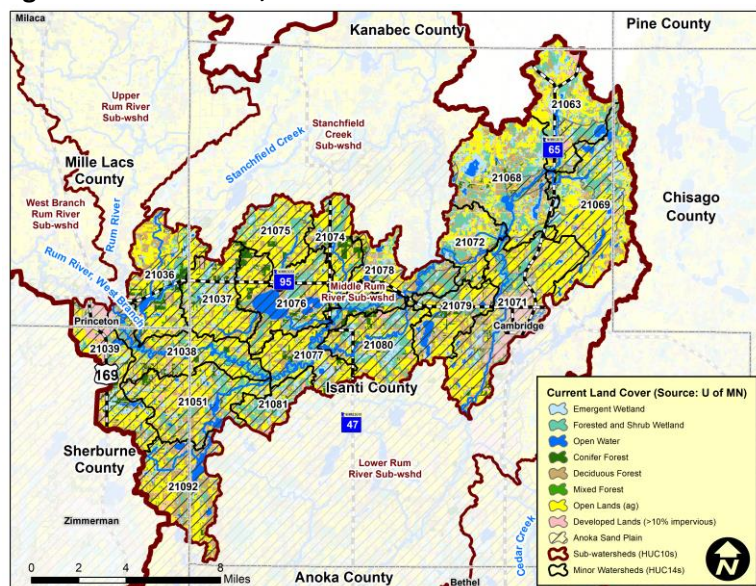 Milaca
Kanabec County
Pine County
Upper
Rum River
Sub-wshd
Stanchfield
Creek
Sub-wshd
Stanchfield Creek
21063
65
Mille Lacs
County
21068
21069
Chisago
County
West Branch
Rum River
Sub-wshd
Rum River
21075
21074
21072
21036
21078
Rum River, West Branch
21037
95
21076
Middle Rum
River Sub-wshd
21079
21071
Princeton
Cambridge
21039
21038
21077
21080
169
Isanti County
21051
21081
47
Sherburne
County
Lower Rum
River Sub-wshd
21092
Zimmerman
Cedar Creek
Current Land Cover (Source: U of MN)
Emergent Wetland
Forested and Shrub Wetland
Open Water
Conifer Forest
Deciduous Forest
Mixed Forest
Open Lands (ag)
Developed Lands (>10% impervious)
Anoka Sand Plain
Sub-watersheds (HUC10s)
Minor Watersheds (HUC14s)
N
0 2 4 8
Miles
Anoka County
Bethel